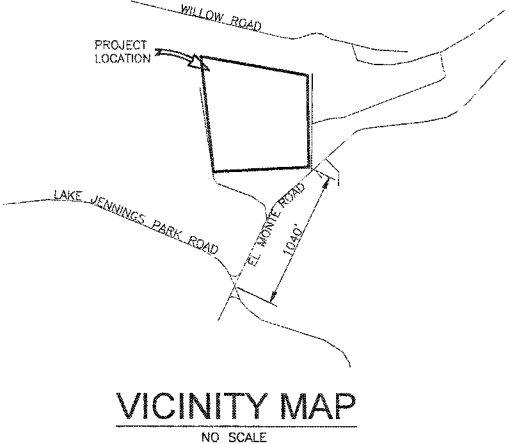 WILLOW ROAD
PROJECT
LOCATION
LAKE JENNINGS PARK ROAD
EL MONTE ROAD
1040'
VICINITY MAP
NO SCALE